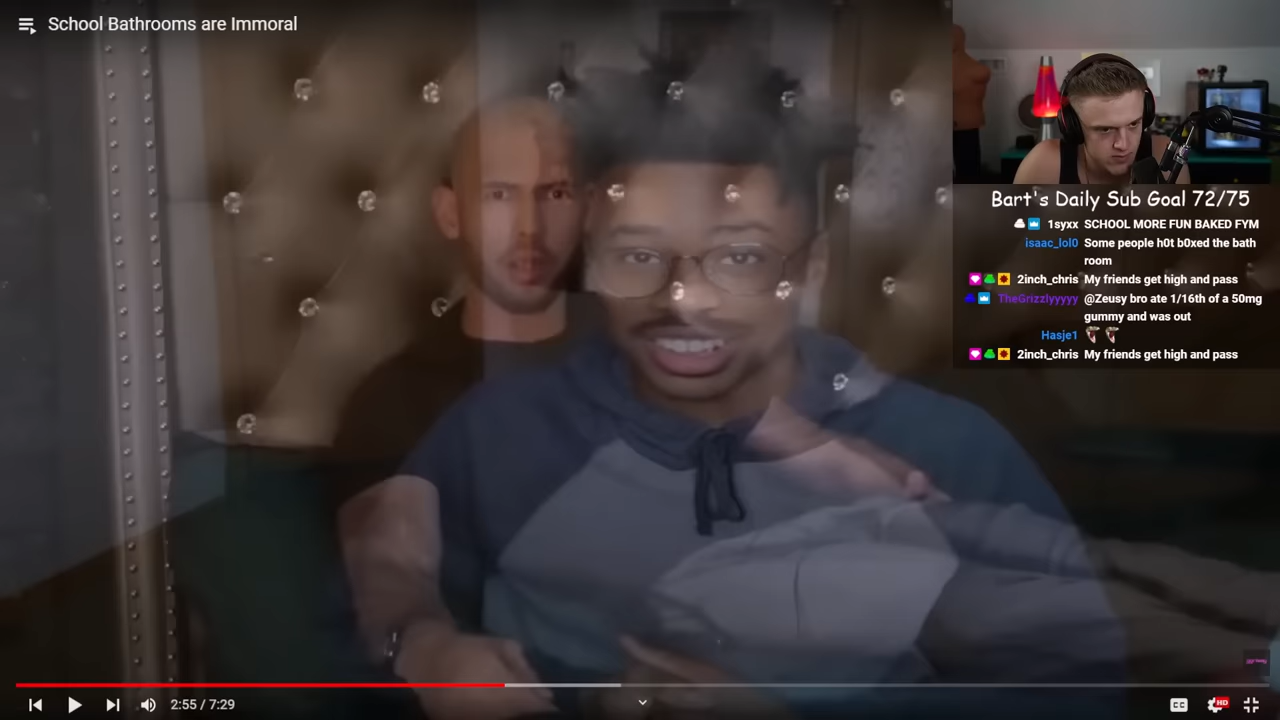 School Bathrooms are Immoral
Bart's Daily Sub Goal 72/75
1syxx SCHOOL MORE FUN BAKED FYM
isaac_lol0 Some people h0t b0xed the bath
room
2inch_chris My friends get high and pass
TheGrizzlyyyyy @Zeusy bro ate 1/16th of a 50mg
gummy and was out
Hasje1
2inch_chris My friends get high and pass
2:55 / 7:29
CC
HD